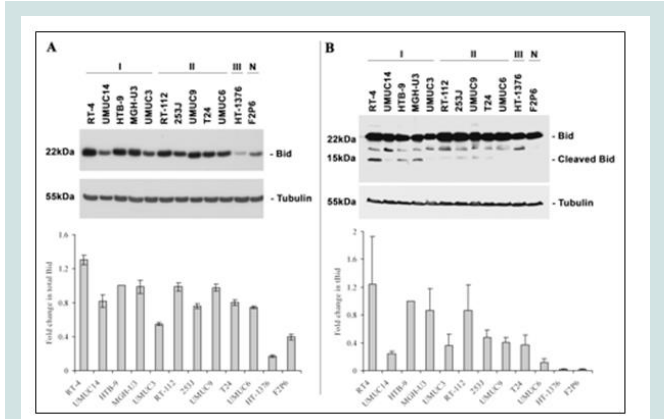 A
I II III N
RT-4 UMUC14 HTB-9 MGH-U3 UMUC3 RT-112 253J UMUC9 T24 UMUC6 HT-1376 F2P6
22kDa - Bid
55kDa - Tubulin
Fold change in total Bid
1.6
1.2
0.8
0.4
0
RT-4 UMUC14 HTB-9 MGH-U3 UMUC3 RT-112 253J UMUC9 T24 UMUC6 HT-1376 F2P6
B
I II III N
RT-4 UMUC14 HTB-9 MGH-U3 UMUC3 RT-112 253J UMUC9 T24 UMUC6 HT-1376 F2P6
22kDa - Bid
15kDa - Cleaved Bid
55kDa - Tubulin
Fold change in tBid
2
1.6
1.2
0.8
0.4
0
RT4 UMUC14 HTB-9 MGH-U3 UMUC3 RT-112 253J UMUC9 T24 UMUC6 HT-1376 F2P6